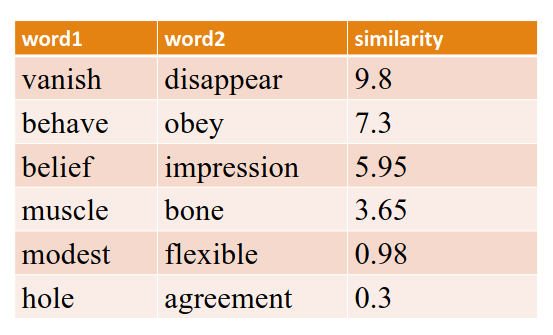 word1 word2 similarity
vanish disappear 9.8
behave obey 7.3
belief impression 5.95
muscle bone 3.65
modest flexible 0.98
hole agreement 0.3